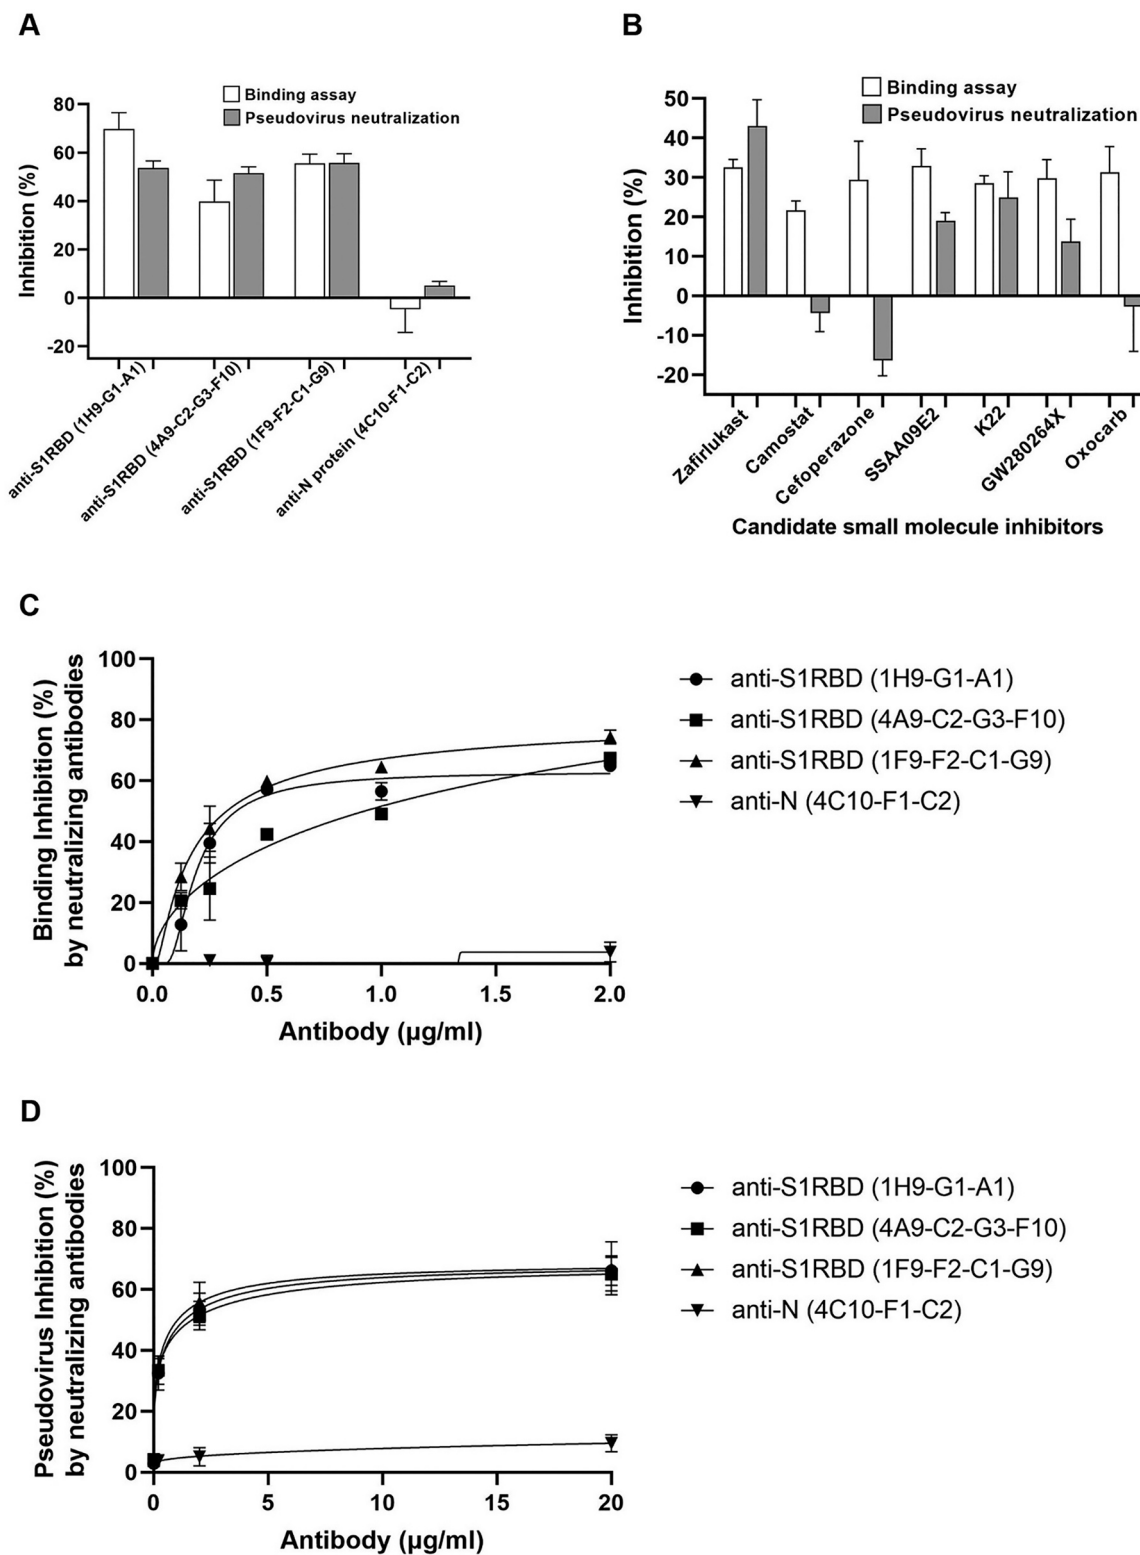 A
Binding assay
Pseudovirus neutralization
Inhibition (%)
80
60
40
20
0
-20
anti-S1RBD (1H9-G1-A1)
anti-S1RBD (4A9-C2-G3-F10)
anti-S1RBD (1F9-F2-C1-G9)
anti-N protein (4C10-F1-C2)
B
Binding assay
Pseudovirus neutralization
Inhibition (%)
50
40
30
20
10
0
-10
-20
Zafirlukast
Camostat
Cefoperazone
SSAA09E2
K22
GW280264X
Oxocarb
Candidate small molecule inhibitors
C
Binding Inhibition (%)
by neutralizing antibodies
100
80
60
40
20
0
0.0 0.5 1.0 1.5 2.0
Antibody (µg/ml)
anti-S1RBD (1H9-G1-A1)
anti-S1RBD (4A9-C2-G3-F10)
anti-S1RBD (1F9-F2-C1-G9)
anti-N (4C10-F1-C2)
D
Pseudovirus Inhibition (%)
by neutralizing antibodies
100
80
60
40
20
0
0 5 10 15 20
Antibody (µg/ml)
anti-S1RBD (1H9-G1-A1)
anti-S1RBD (4A9-C2-G3-F10)
anti-S1RBD (1F9-F2-C1-G9)
anti-N (4C10-F1-C2)